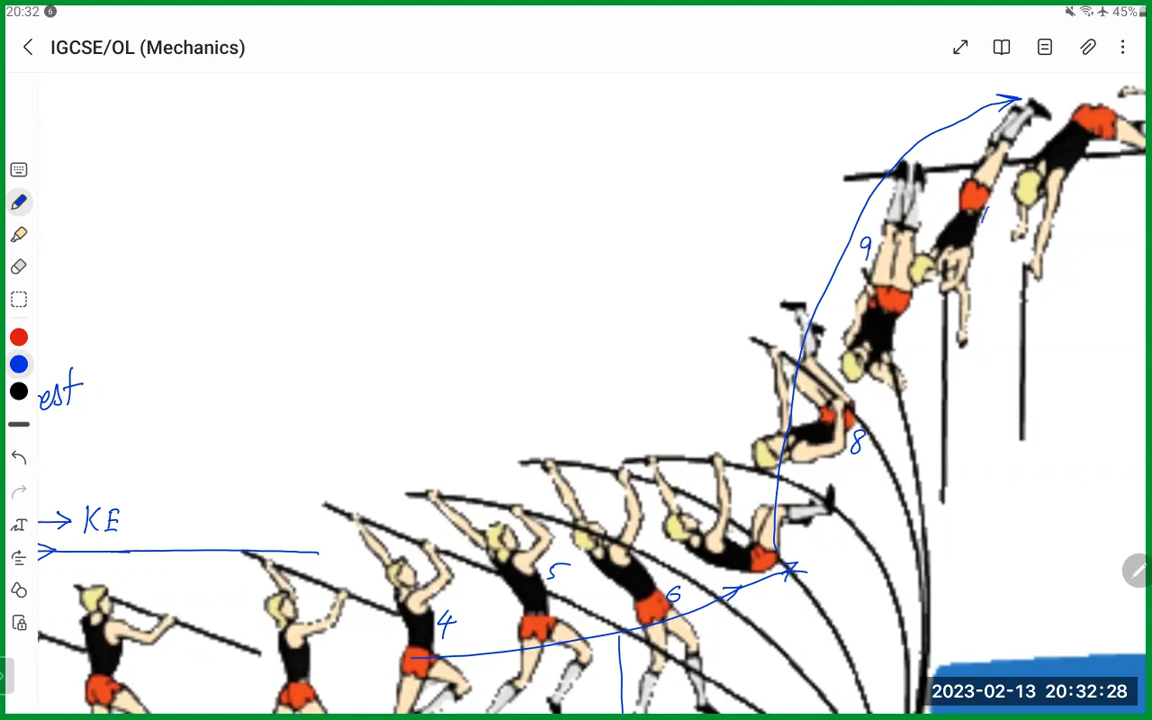 20:32 6 45%
IGCSE/OL (Mechanics)
9
est
8
→ KE
5
6
4
2023-02-13 20:32:28